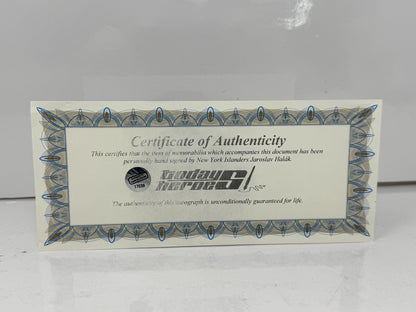 Certificate of Authenticity
This certifies that the item of memorabilia which accompanies this document has been
personally hand signed by New York Islanders Jaroslav Halák.
today
heroes!
The authenticity of this autograph is unconditionally guaranteed for life.